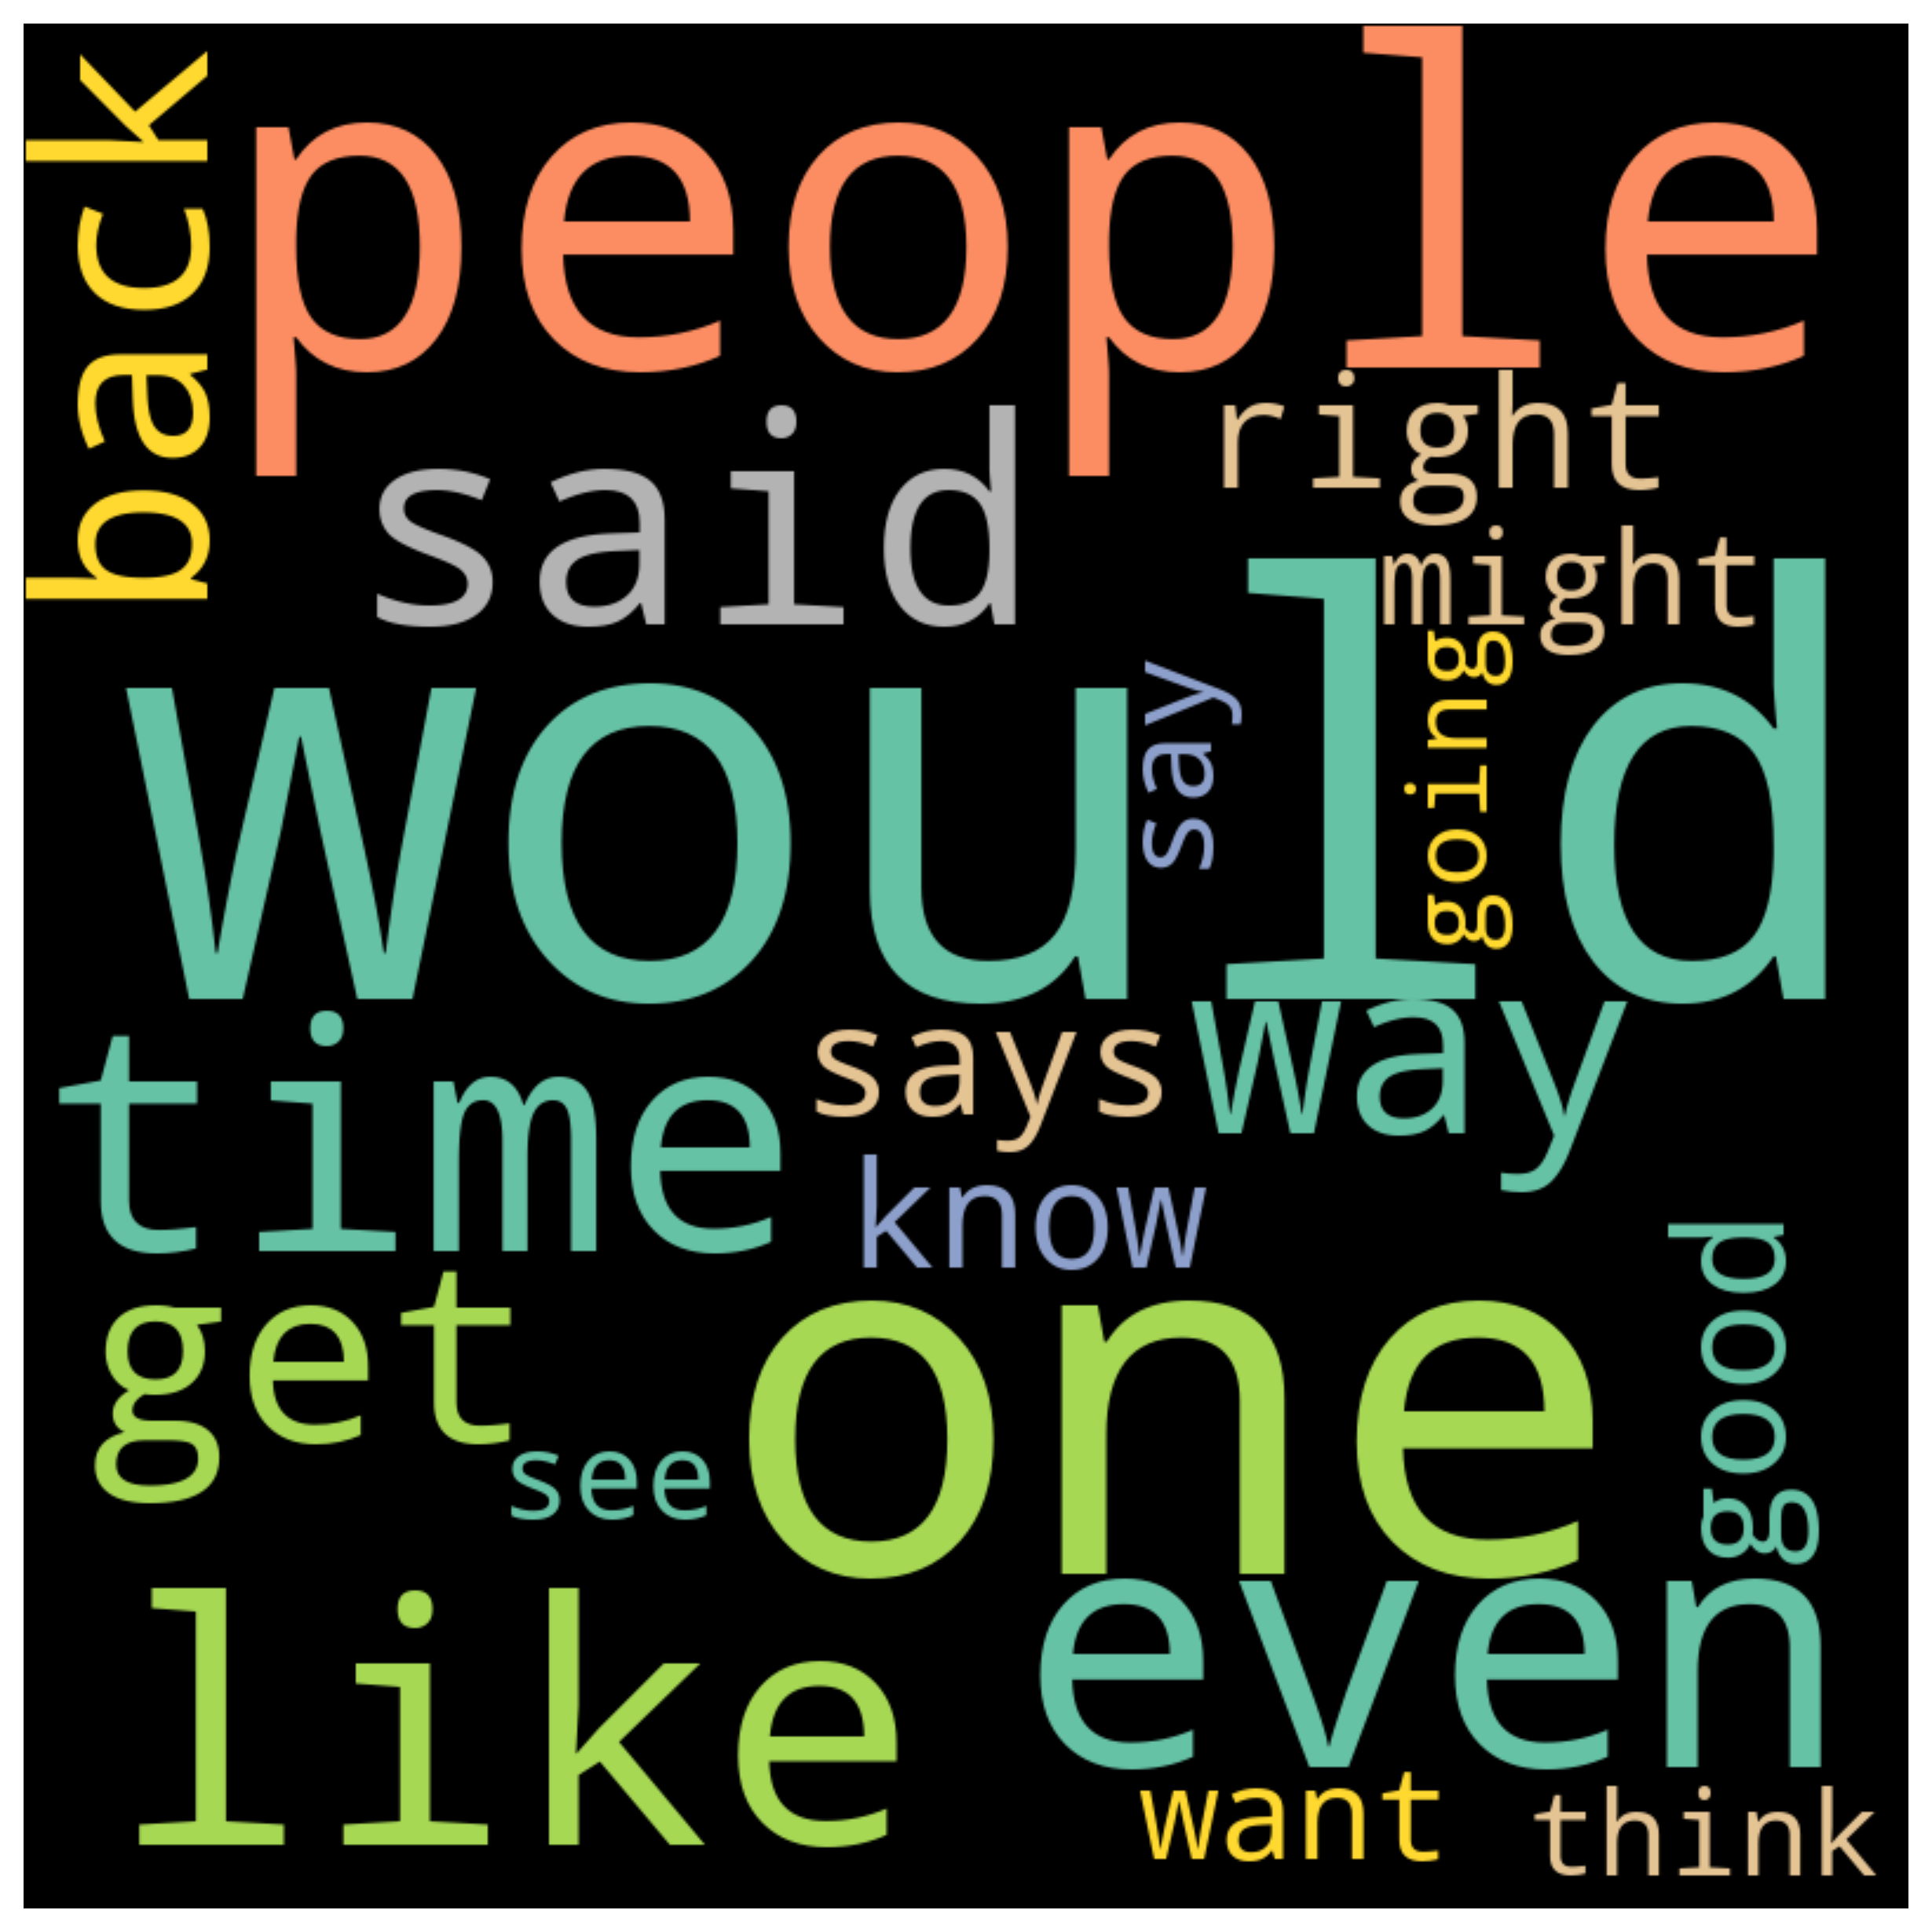 back
people
said
right
might
would
say
going
time
says
way
know
get
one
good
see
like
even
want
think